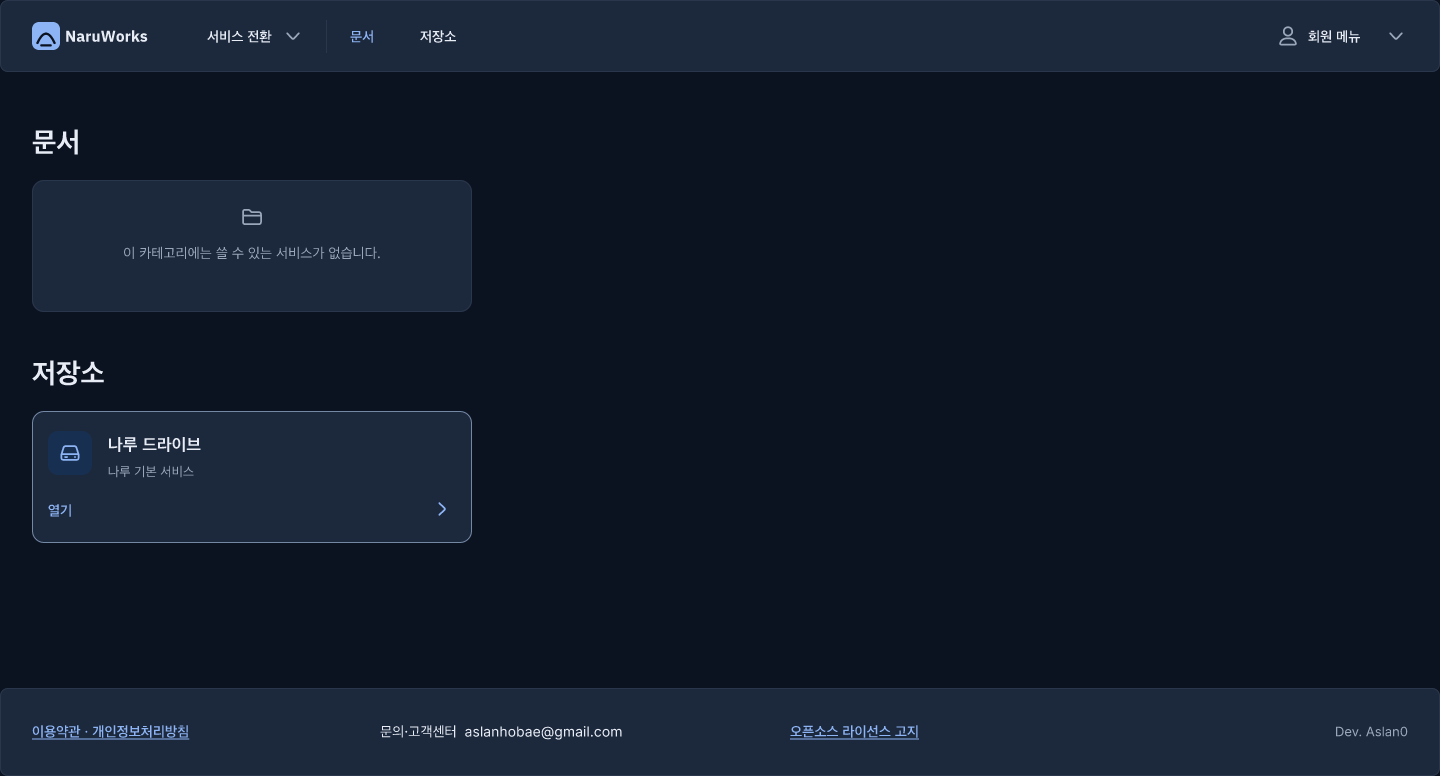 NaruWorks 서비스 전환 문서 저장소 회원 메뉴
문서
이 카테고리에는 쓸 수 있는 서비스가 없습니다.
저장소
나루 드라이브
나루 기본 서비스
열기
이용약관 · 개인정보처리방침 문의·고객센터 aslanhobae@gmail.com 오픈소스 라이선스 고지 Dev. Aslan0